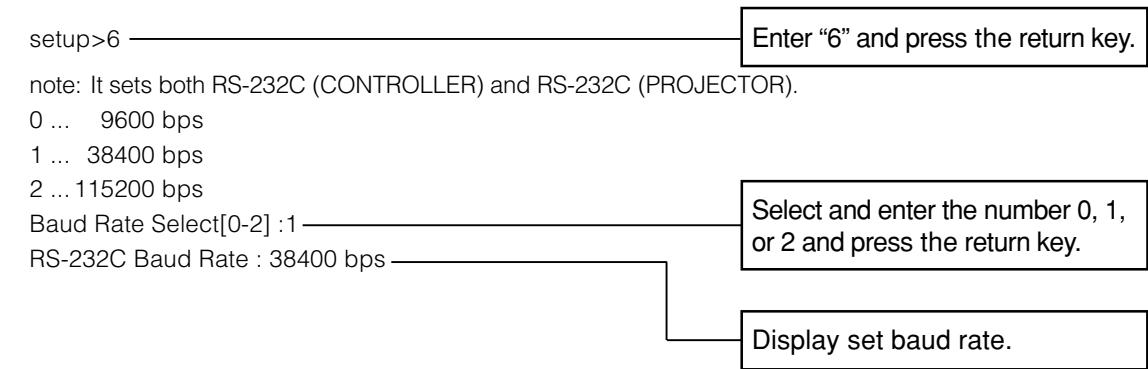 setup>6
Enter “6” and press the return key.
note: It sets both RS-232C (CONTROLLER) and RS-232C (PROJECTOR).
0 ... 9600 bps
1 ... 38400 bps
2 ... 115200 bps
Baud Rate Select[0-2] :1
Select and enter the number 0, 1,
or 2 and press the return key.
RS-232C Baud Rate : 38400 bps
Display set baud rate.